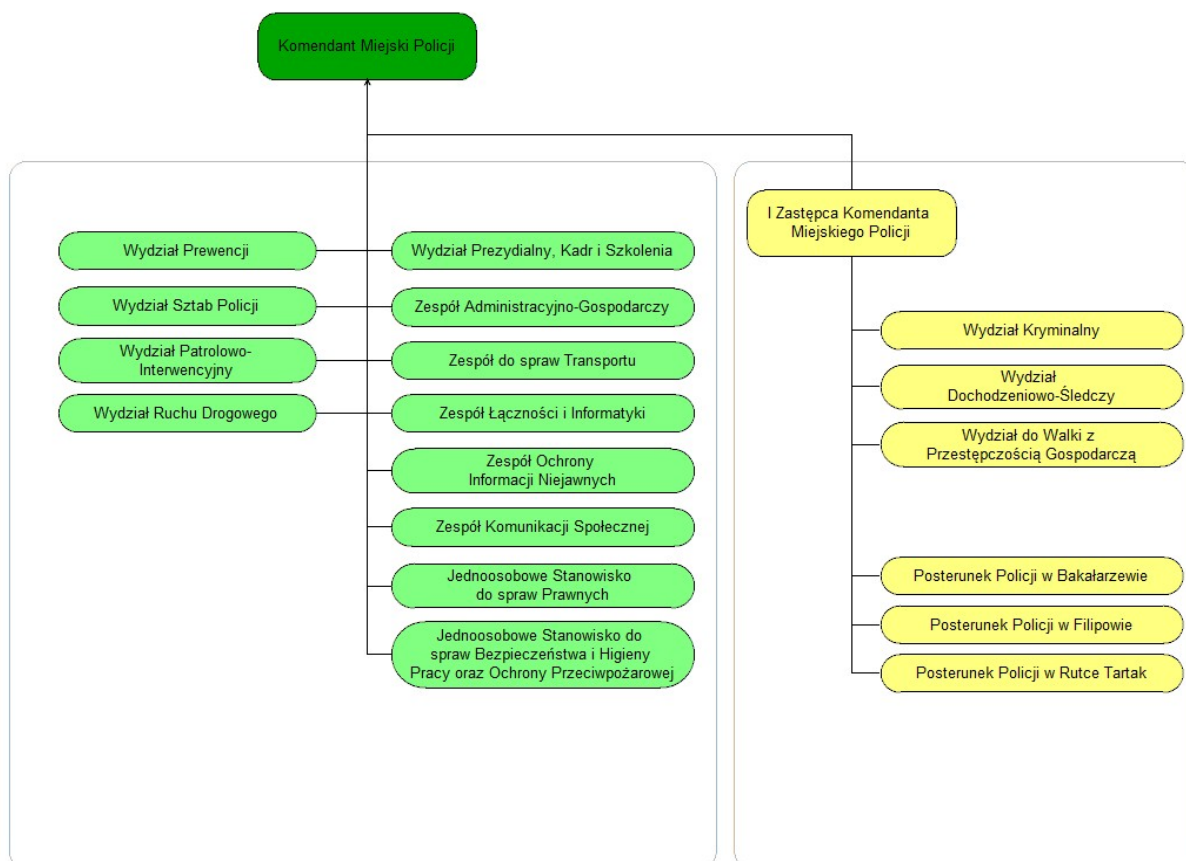 Komendant Miejski Policji
I Zastępca Komendanta
Miejskiego Policji
Wydział Prewencji
Wydział Prezydialny, Kadr i Szkolenia
Wydział Sztab Policji
Zespół Administracyjno-Gospodarczy
Wydział Patrolowo-
Interwencyjny
Zespół do spraw Transportu
Wydział Ruchu Drogowego
Zespół Łączności i Informatyki
Zespół Ochrony
Informacji Niejawnych
Zespół Komunikacji Społecznej
Jednoosobowe Stanowisko
do spraw Prawnych
Jednoosobowe Stanowisko do
spraw Bezpieczeństwa i Higieny
Pracy oraz Ochrony Przeciwpożarowej
Wydział Kryminalny
Wydział
Dochodzeniowo-Śledczy
Wydział do Walki z
Przestępczością Gospodarczą
Posterunek Policji w Bakałarzewie
Posterunek Policji w Filipowie
Posterunek Policji w Rutce Tartak